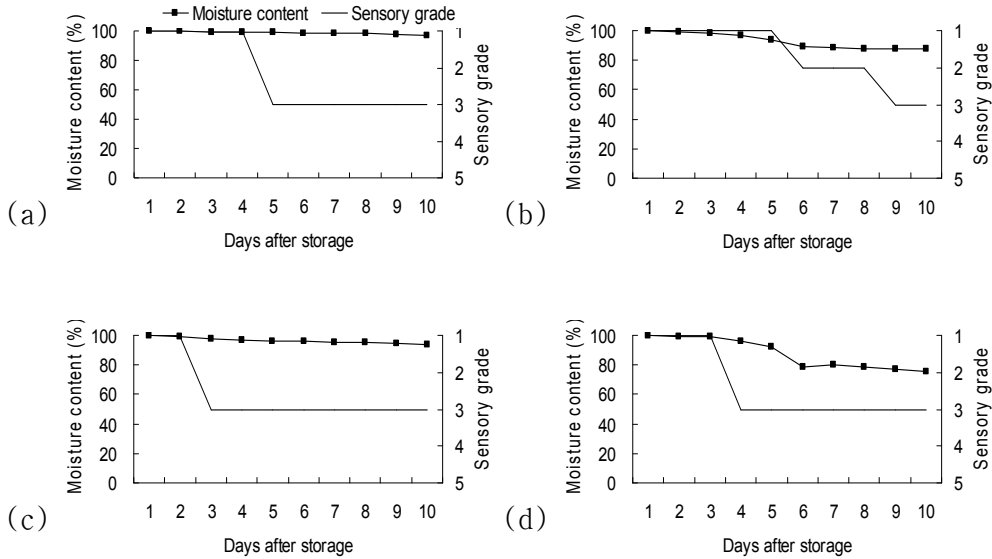 Moisture content Sensory grade
Moisture content (%)
100
80
60
40
20
0
1
2
3
4
5
Sensory grade
1 2 3 4 5 6 7 8 9 10
Days after storage
(a)
Moisture content (%)
100
80
60
40
20
0
1
2
3
4
5
Sensory grade
1 2 3 4 5 6 7 8 9 10
Days after storage
(b)
Moisture content (%)
100
80
60
40
20
0
1
2
3
4
5
Sensory grade
1 2 3 4 5 6 7 8 9 10
Days after storage
(c)
Moisture content (%)
100
80
60
40
20
0
1
2
3
4
5
Sensory grade
1 2 3 4 5 6 7 8 9 10
Days after storage
(d)